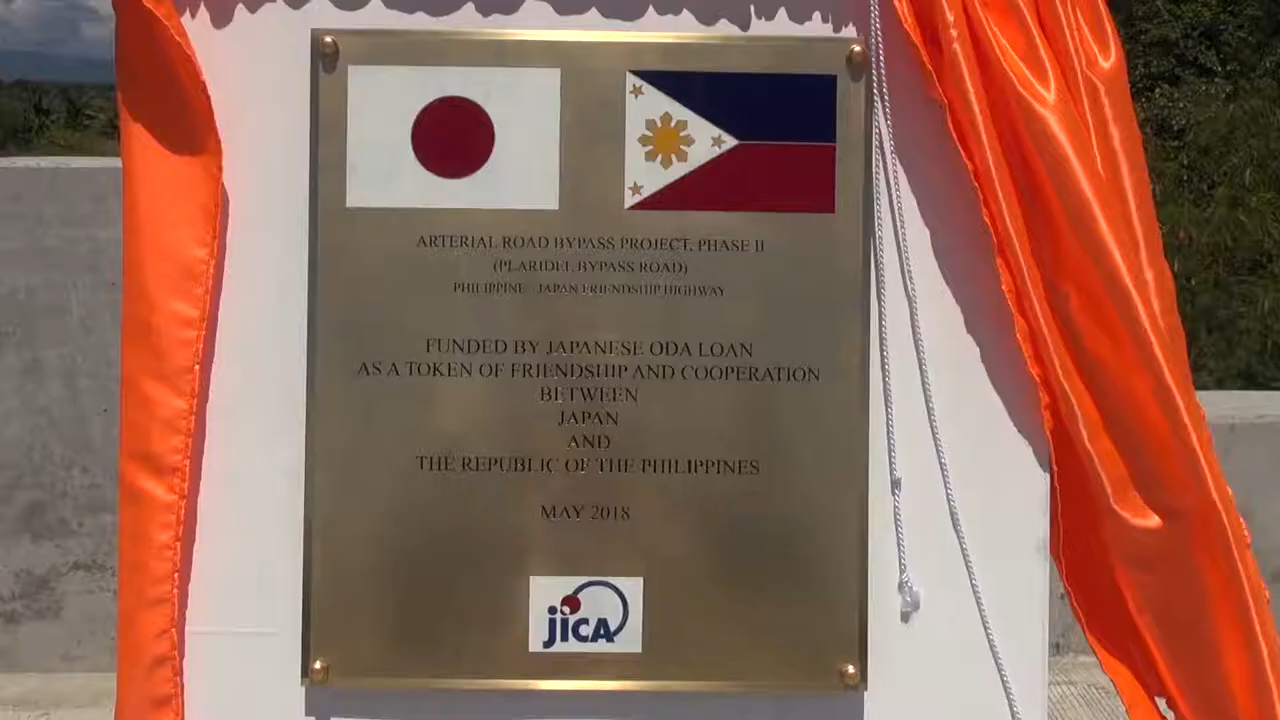 ARTERIAL ROAD BYPASS PROJECT, PHASE II
(PLARIDEL BYPASS ROAD)
PHILIPPINE - JAPAN FRIENDSHIP HIGHWAY
FUNDED BY JAPANESE ODA LOAN
AS A TOKEN OF FRIENDSHIP AND COOPERATION
BETWEEN
JAPAN
AND
THE REPUBLIC OF THE PHILIPPINES
MAY 2018
jICA